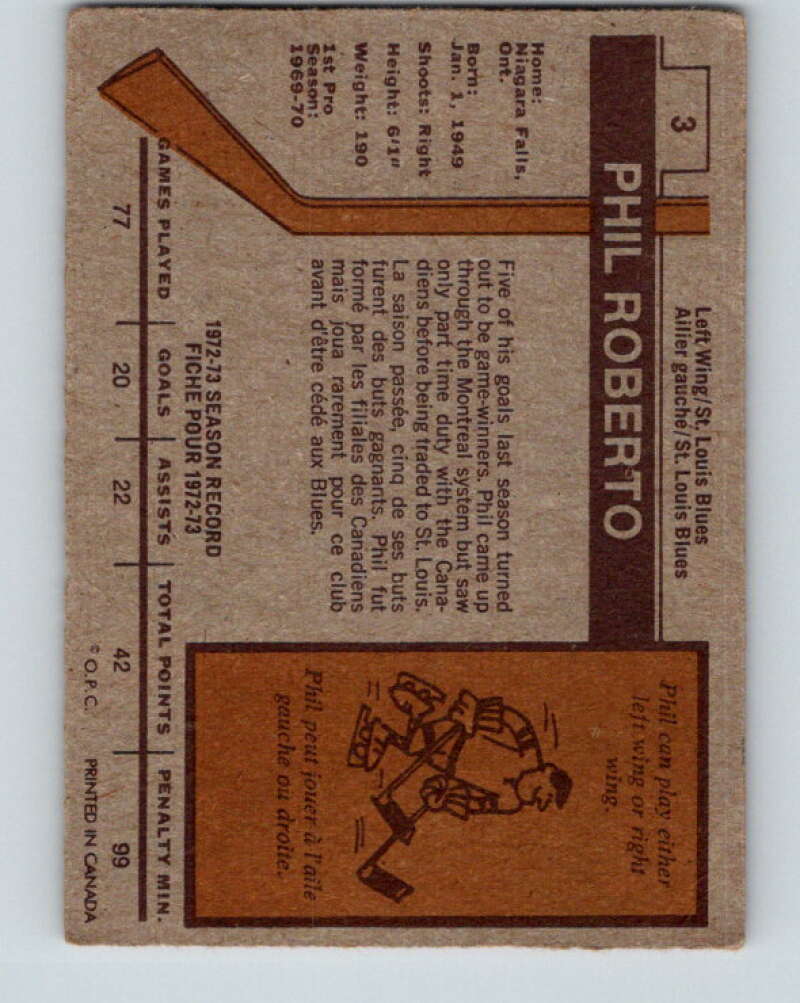 3
Left Wing/St. Louis Blues
Ailier gauche/St. Louis Blues
PHIL ROBERTO
Home:
Niagara Falls,
Ont.
Born:
Jan. 1, 1949
Shoots: Right
Height: 6'1"
Weight: 190
1st Pro
Season:
1969-70
Five of his goals last season turned
out to be game-winners. Phil came up
through the Montreal system but saw
only part time duty with the Cana-
diens before being traded to St. Louis.
La saison passée, cinq de ses buts
furent des buts gagnants. Phil fut
formé par les filiales des Canadiens
mais joua rarement pour ce club
avant d'être cédé aux Blues.
Phil can play either
left wing or right
wing.
Phil peut jouer à l'aile
gauche ou droite.
1972-73 SEASON RECORD
FICHE POUR 1972-73
GAMES PLAYED GOALS ASSISTS TOTAL POINTS PENALTY MIN.
77 20 22 42 99
© O.P.C. PRINTED IN CANADA